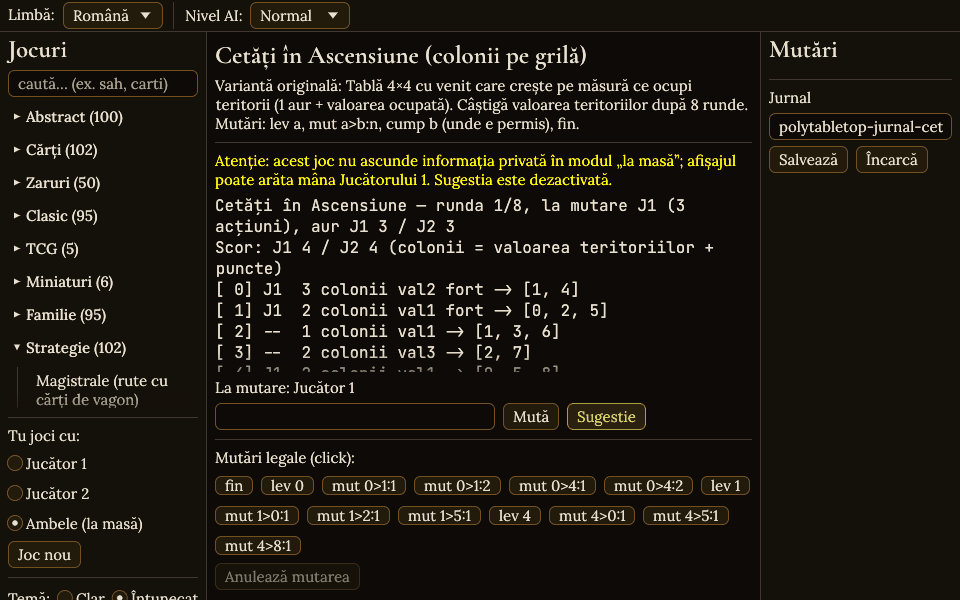 Limbă: Română ▼ Nivel AI: Normal ▼
Jocuri
caută... (ex. sah, carti)
▸ Abstract (100)
▸ Cărți (102)
▸ Zaruri (50)
▸ Clasic (95)
▸ TCG (5)
▸ Miniaturi (6)
▸ Familie (95)
▾ Strategie (102)
Magistrale (rute cu
cărți de vagon)
Tu joci cu:
Jucător 1
Jucător 2
Ambele (la masă)
Joc nou
Temă: Clar Întunecat
Cetăți în Ascensiune (colonii pe grilă)
Variantă originală: Tablă 4×4 cu venit care crește pe măsură ce ocupi
teritorii (1 aur + valoarea ocupată). Câștigă valoarea teritoriilor după 8 runde.
Mutări: lev a, mut a>b:n, cump b (unde e permis), fin.
Atenție: acest joc nu ascunde informația privată în modul „la masă”; afișajul
poate arăta mâna Jucătorului 1. Sugestia este dezactivată.
Cetăți în Ascensiune — runda 1/8, la mutare J1 (3
acțiuni), aur J1 3 / J2 3
Scor: J1 4 / J2 4 (colonii = valoarea teritoriilor +
puncte)
[ 0] J1  3 colonii val2 fort -> [1, 4]
[ 1] J1  2 colonii val1 fort -> [0, 2, 5]
[ 2] --  1 colonii val1 -> [1, 3, 6]
[ 3] --  2 colonii val3 -> [2, 7]
[ 4] J1  2 colonii val1 -> [0, 5, 8]
La mutare: Jucător 1
Mută Sugestie
Mutări legale (click):
fin lev 0 mut 0>1:1 mut 0>1:2 mut 0>4:1 mut 0>4:2 lev 1
mut 1>0:1 mut 1>2:1 mut 1>5:1 lev 4 mut 4>0:1 mut 4>5:1
mut 4>8:1
Anulează mutarea
Mutări
Jurnal
polytabletop-jurnal-cet
Salvează Încarcă